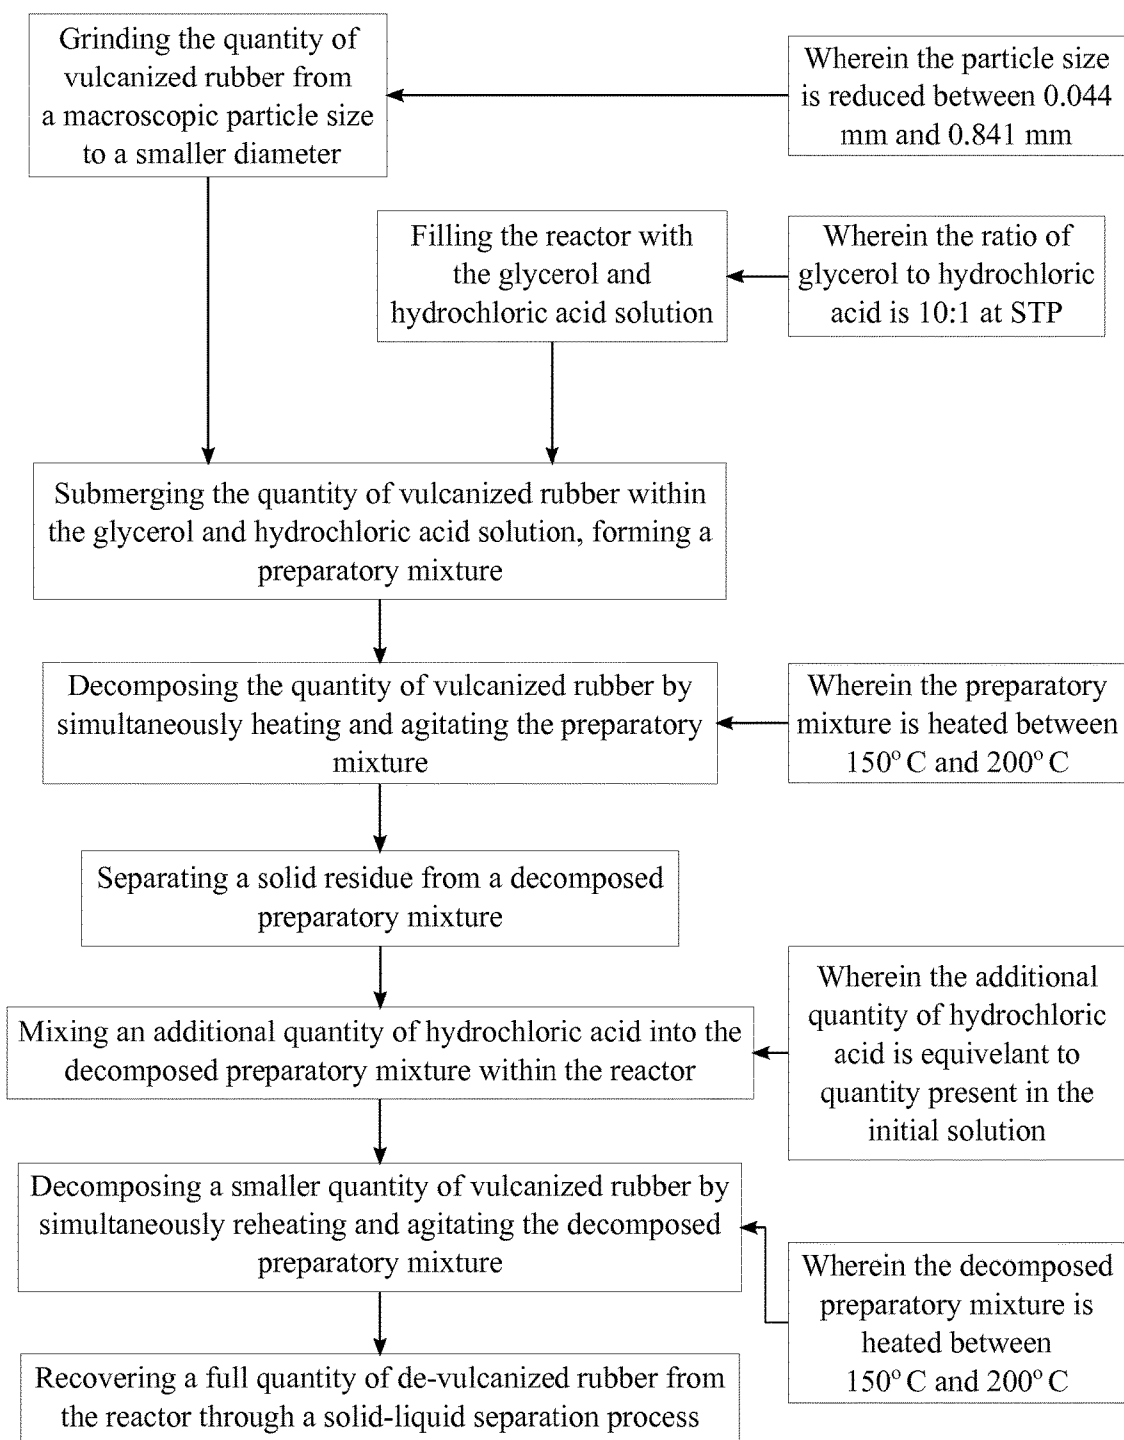 Grinding the quantity of
vulcanized rubber from
a macroscopic particle size
to a smaller diameter
Wherein the particle size
is reduced between 0.044
mm and 0.841 mm
Filling the reactor with
the glycerol and
hydrochloric acid solution
Wherein the ratio of
glycerol to hydrochloric
acid is 10:1 at STP
Submerging the quantity of vulcanized rubber within
the glycerol and hydrochloric acid solution, forming a
preparatory mixture
Decomposing the quantity of vulcanized rubber by
simultaneously heating and agitating the preparatory
mixture
Wherein the preparatory
mixture is heated between
150º C and 200º C
Separating a solid residue from a decomposed
preparatory mixture
Mixing an additional quantity of hydrochloric acid into the
decomposed preparatory mixture within the reactor
Wherein the additional
quantity of hydrochloric
acid is equivelant to
quantity present in the
initial solution
Decomposing a smaller quantity of vulcanized rubber by
simultaneously reheating and agitating the decomposed
preparatory mixture
Wherein the decomposed
preparatory mixture is
heated between
150º C and 200º C
Recovering a full quantity of de-vulcanized rubber from
the reactor through a solid-liquid separation process